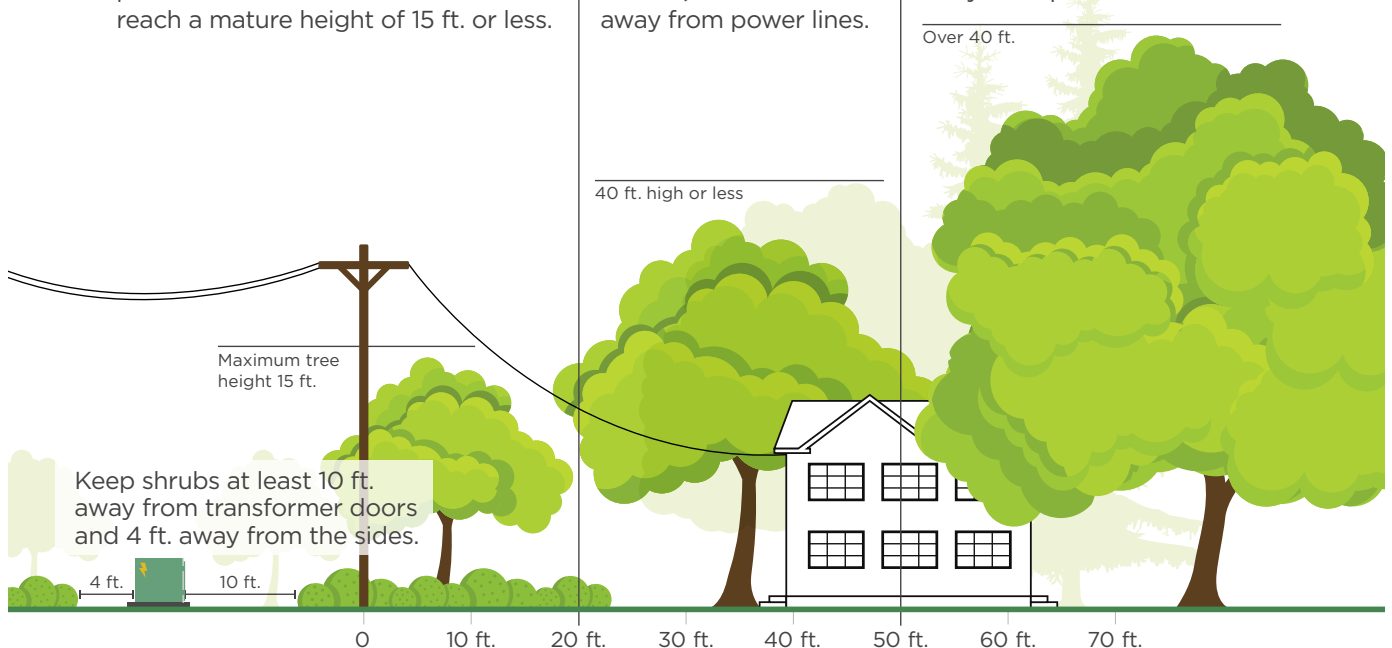 reach a mature height of 15 ft. or less.
away from power lines.
Over 40 ft.
40 ft. high or less
Maximum tree
height 15 ft.
Keep shrubs at least 10 ft.
away from transformer doors
and 4 ft. away from the sides.
4 ft.
10 ft.
0
10 ft.
20 ft.
30 ft.
40 ft.
50 ft.
60 ft.
70 ft.